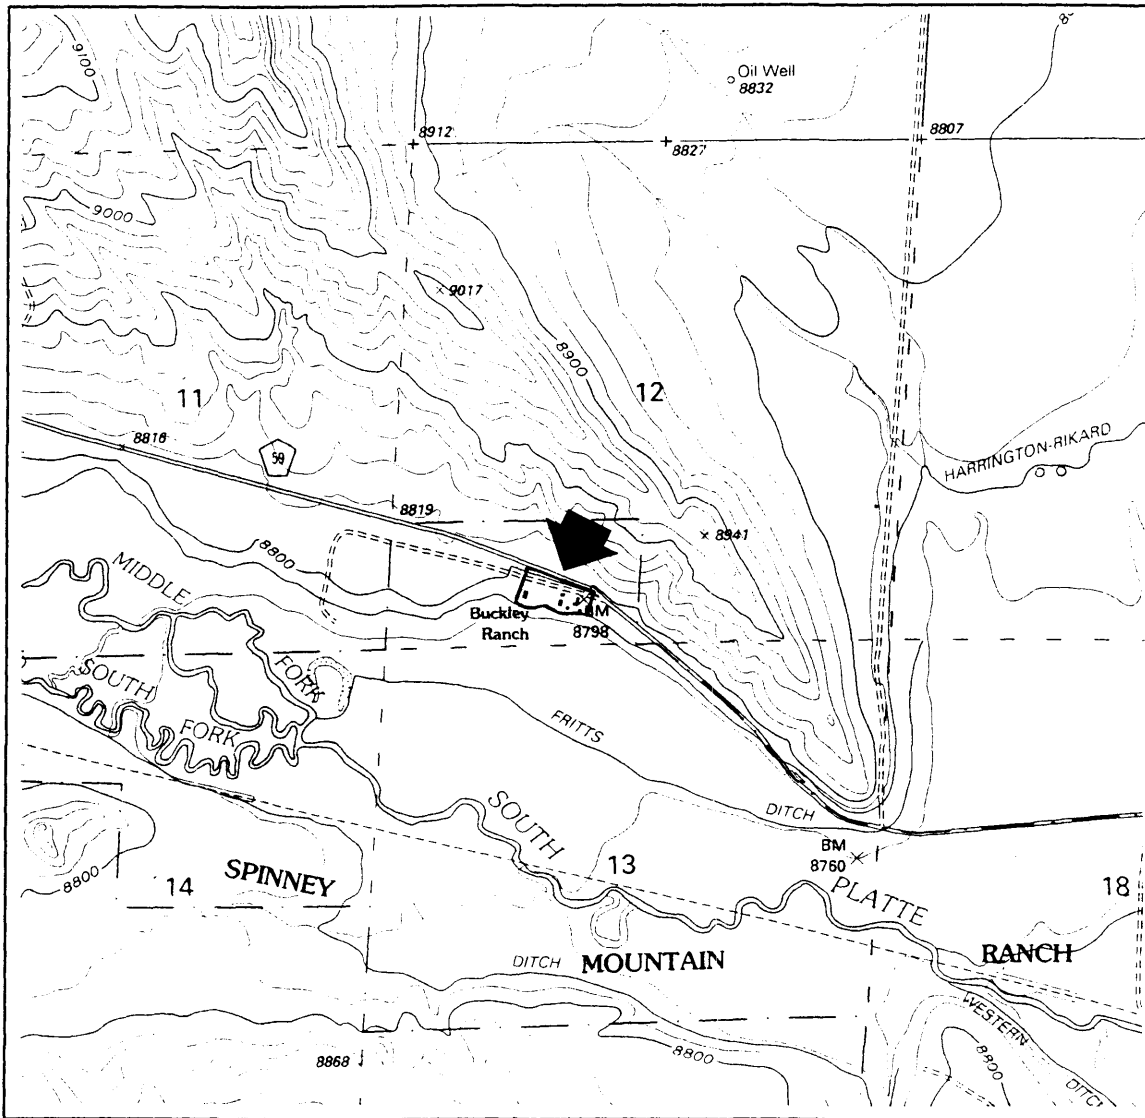 9100
Oil Well
8832
8912
8827
8807
9000
9017
8900
11
12
8816
59
HARRINGTON-RIKARD
8819
8941
8800
MIDDLE
FORK
Buckley
Ranch
BM
8798
SOUTH
FORK
FRITTS
DITCH
SOUTH
PLATTE
BM
8760
13
14
18
8800
SPINNEY
MOUNTAIN
RANCH
DITCH
WESTERN
DITCH
8868
8800
8800